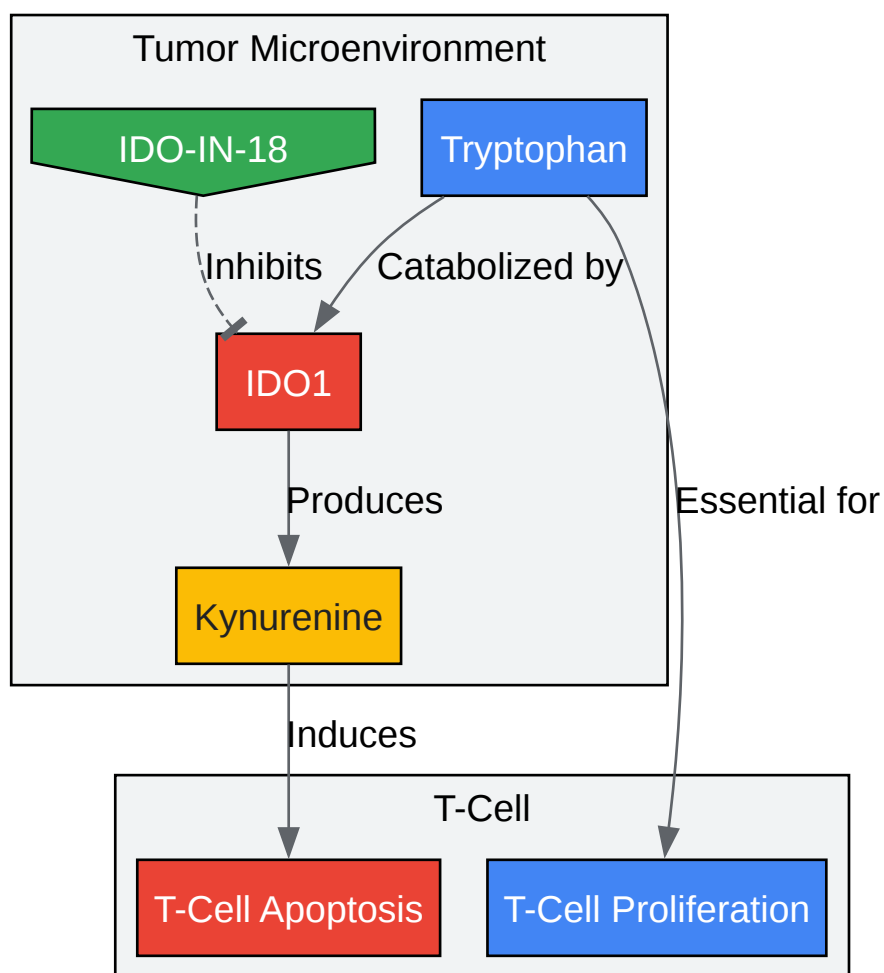 Tumor Microenvironment
IDO-IN-18
Tryptophan
Inhibits
Catabolized by
IDO1
Produces
Essential for
Kynurenine
Induces
T-Cell
T-Cell Apoptosis
T-Cell Proliferation